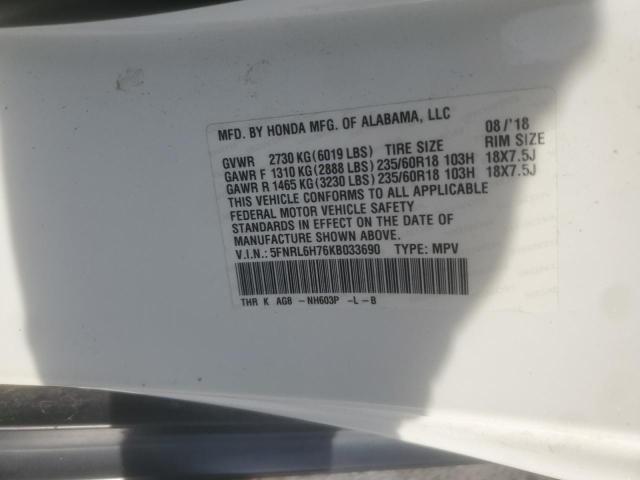 MFD. BY HONDA MFG. OF ALABAMA, LLC 08/'18
GVWR 2730 KG(6019 LBS) TIRE SIZE RIM SIZE
GAWR F 1310 KG(2888 LBS)235/60R18 103H 18X7.5J
GAWR R 1465 KG(3230 LBS)235/60R18 103H 18X7.5J
THIS VEHICLE CONFORMS TO ALL APPLICABLE
FEDERAL MOTOR VEHICLE SAFETY
STANDARDS IN EFFECT ON THE DATE OF
MANUFACTURE SHOWN ABOVE.
V.I.N.: 5FNRL6H76KB033690 TYPE: MPV
THR K AG8 -NH603P -L-B